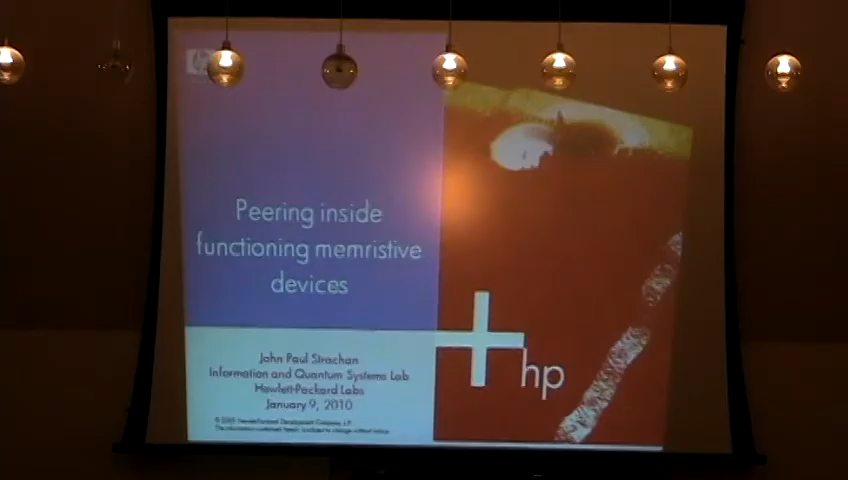 hp
Peering inside
functioning memristive
devices
John Paul Strachan
Information and Quantum Systems Lab
Hewlett-Packard Labs
January 9, 2010
hp